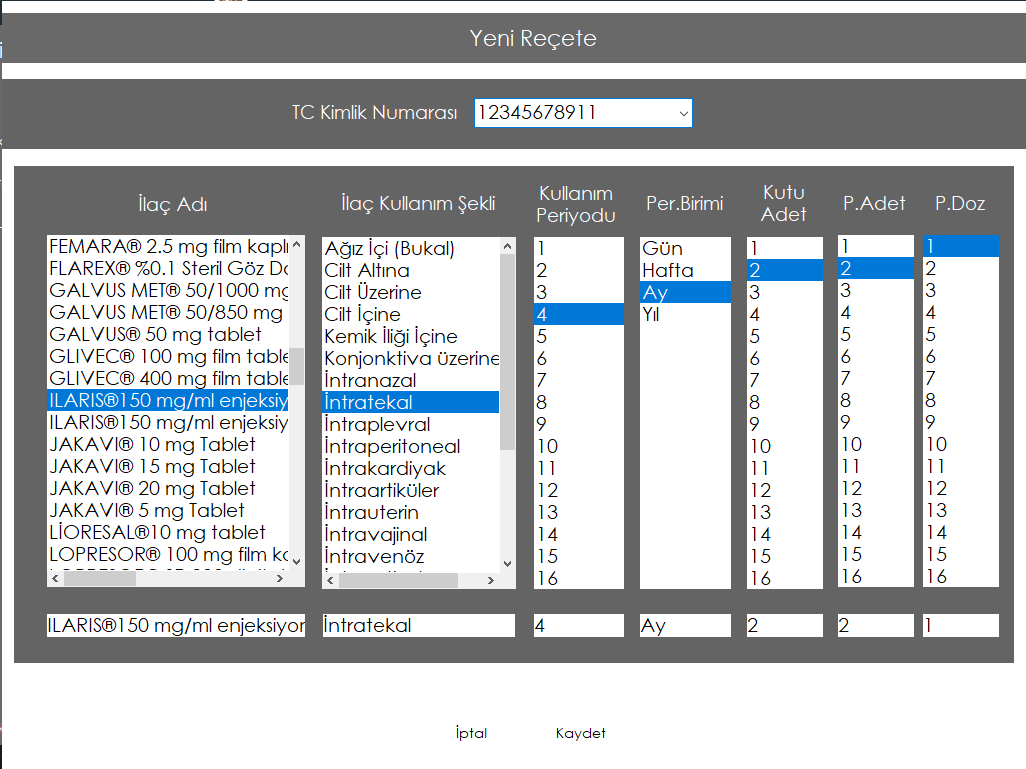 Yeni Reçete
TC Kimlik Numarası 12345678911
İlaç Adı
İlaç Kullanım Şekli
Kullanım
Periyodu
Per.Birimi
Kutu
Adet
P.Adet
P.Doz
FEMARA® 2.5 mg film kaplı
FLAREX® %0.1 Steril Göz Da
GALVUS MET® 50/1000 mg
GALVUS MET® 50/850 mg
GALVUS® 50 mg tablet
GLIVEC® 100 mg film table
GLIVEC® 400 mg film table
ILARIS®150 mg/ml enjeksiy
ILARIS®150 mg/ml enjeksiy
JAKAVI® 10 mg Tablet
JAKAVI® 15 mg Tablet
JAKAVI® 20 mg Tablet
JAKAVI® 5 mg Tablet
LİORESAL®10 mg tablet
LOPRESOR® 100 mg film ka
Ağız İçi (Bukal)
Cilt Altına
Cilt Üzerine
Cilt İçine
Kemik İliği İçine
Konjonktiva üzerine
İntranazal
İntratekal
İntraplevral
İntraperitoneal
İntrakardiyak
İntraartiküler
İntrauterin
İntravajinal
İntravenöz
1
2
3
4
5
6
7
8
9
10
11
12
13
14
15
16
Gün
Hafta
Ay
Yıl
1
2
3
4
5
6
7
8
9
10
11
12
13
14
15
16
1
2
3
4
5
6
7
8
9
10
11
12
13
14
15
16
1
2
3
4
5
6
7
8
9
10
11
12
13
14
15
16
ILARIS®150 mg/ml enjeksiyor İntratekal 4 Ay 2 2 1
İptal Kaydet